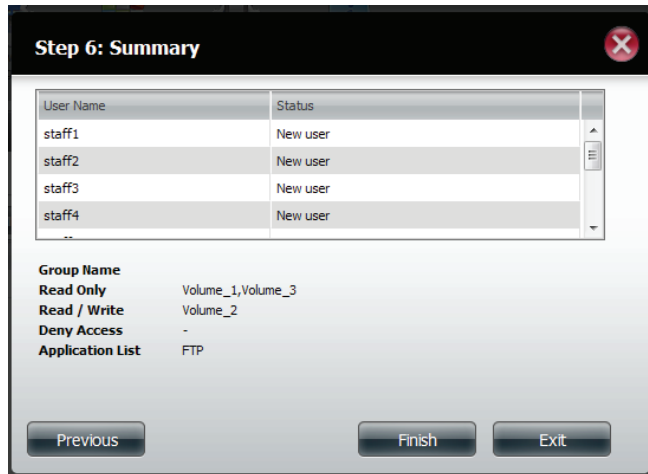 Step 6: Summary
User Name Status
staff1 New user
staff2 New user
staff3 New user
staff4 New user
Group Name
Read Only Volume_1,Volume_3
Read / Write Volume_2
Deny Access -
Application List FTP
Previous Finish Exit